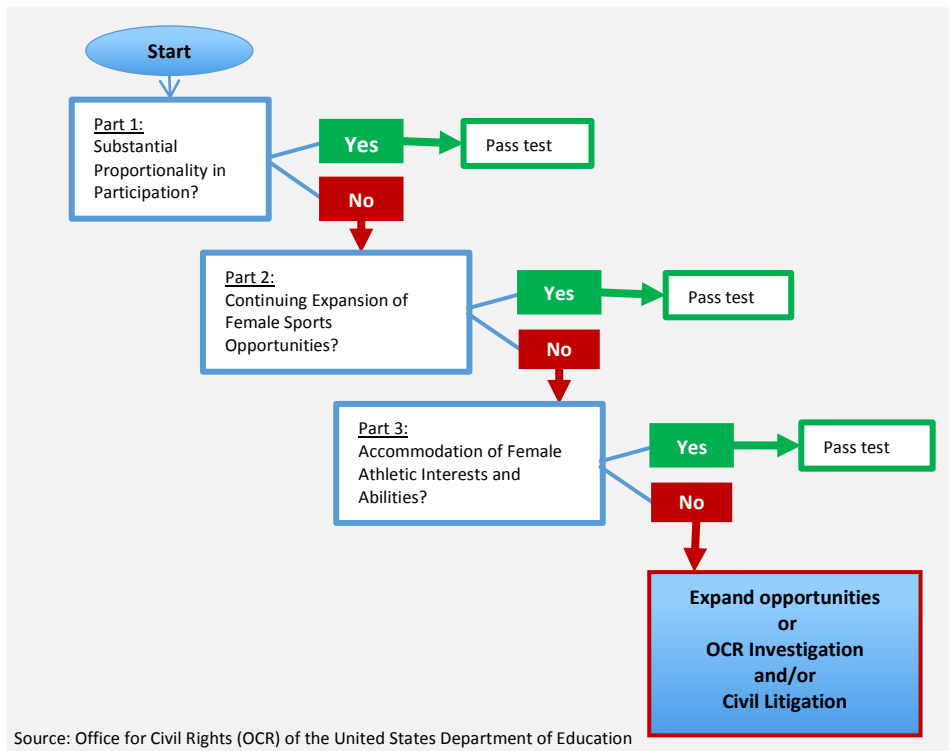 Start
Part 1:
Substantial
Proportionality in
Participation?
Yes
Pass test
No
Part 2:
Continuing Expansion of
Female Sports
Opportunities?
Yes
Pass test
No
Part 3:
Accommodation of Female
Athletic Interests and
Abilities?
Yes
Pass test
No
Expand opportunities
or
OCR Investigation
and/or
Civil Litigation
Source: Office for Civil Rights (OCR) of the United States Department of Education